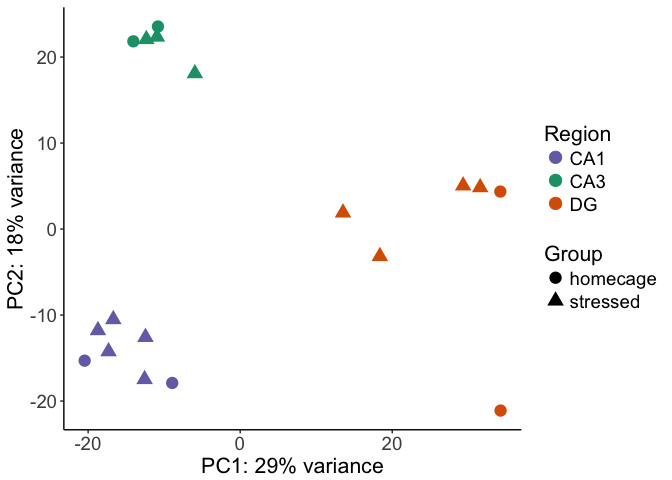 20
10
0
-10
-20
PC2: 18% variance
-20
0
20
PC1: 29% variance
Region
CA1
CA3
DG
Group
homecage
stressed